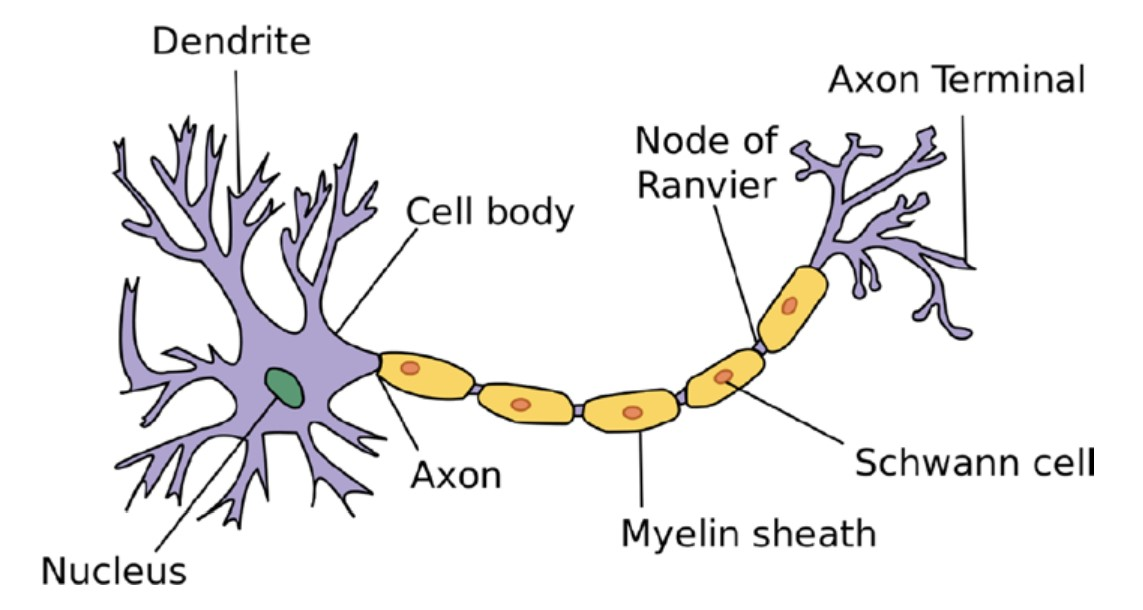 Dendrite
Axon Terminal
Node of
Ranvier
Cell body
Axon
Schwann cell
Myelin sheath
Nucleus